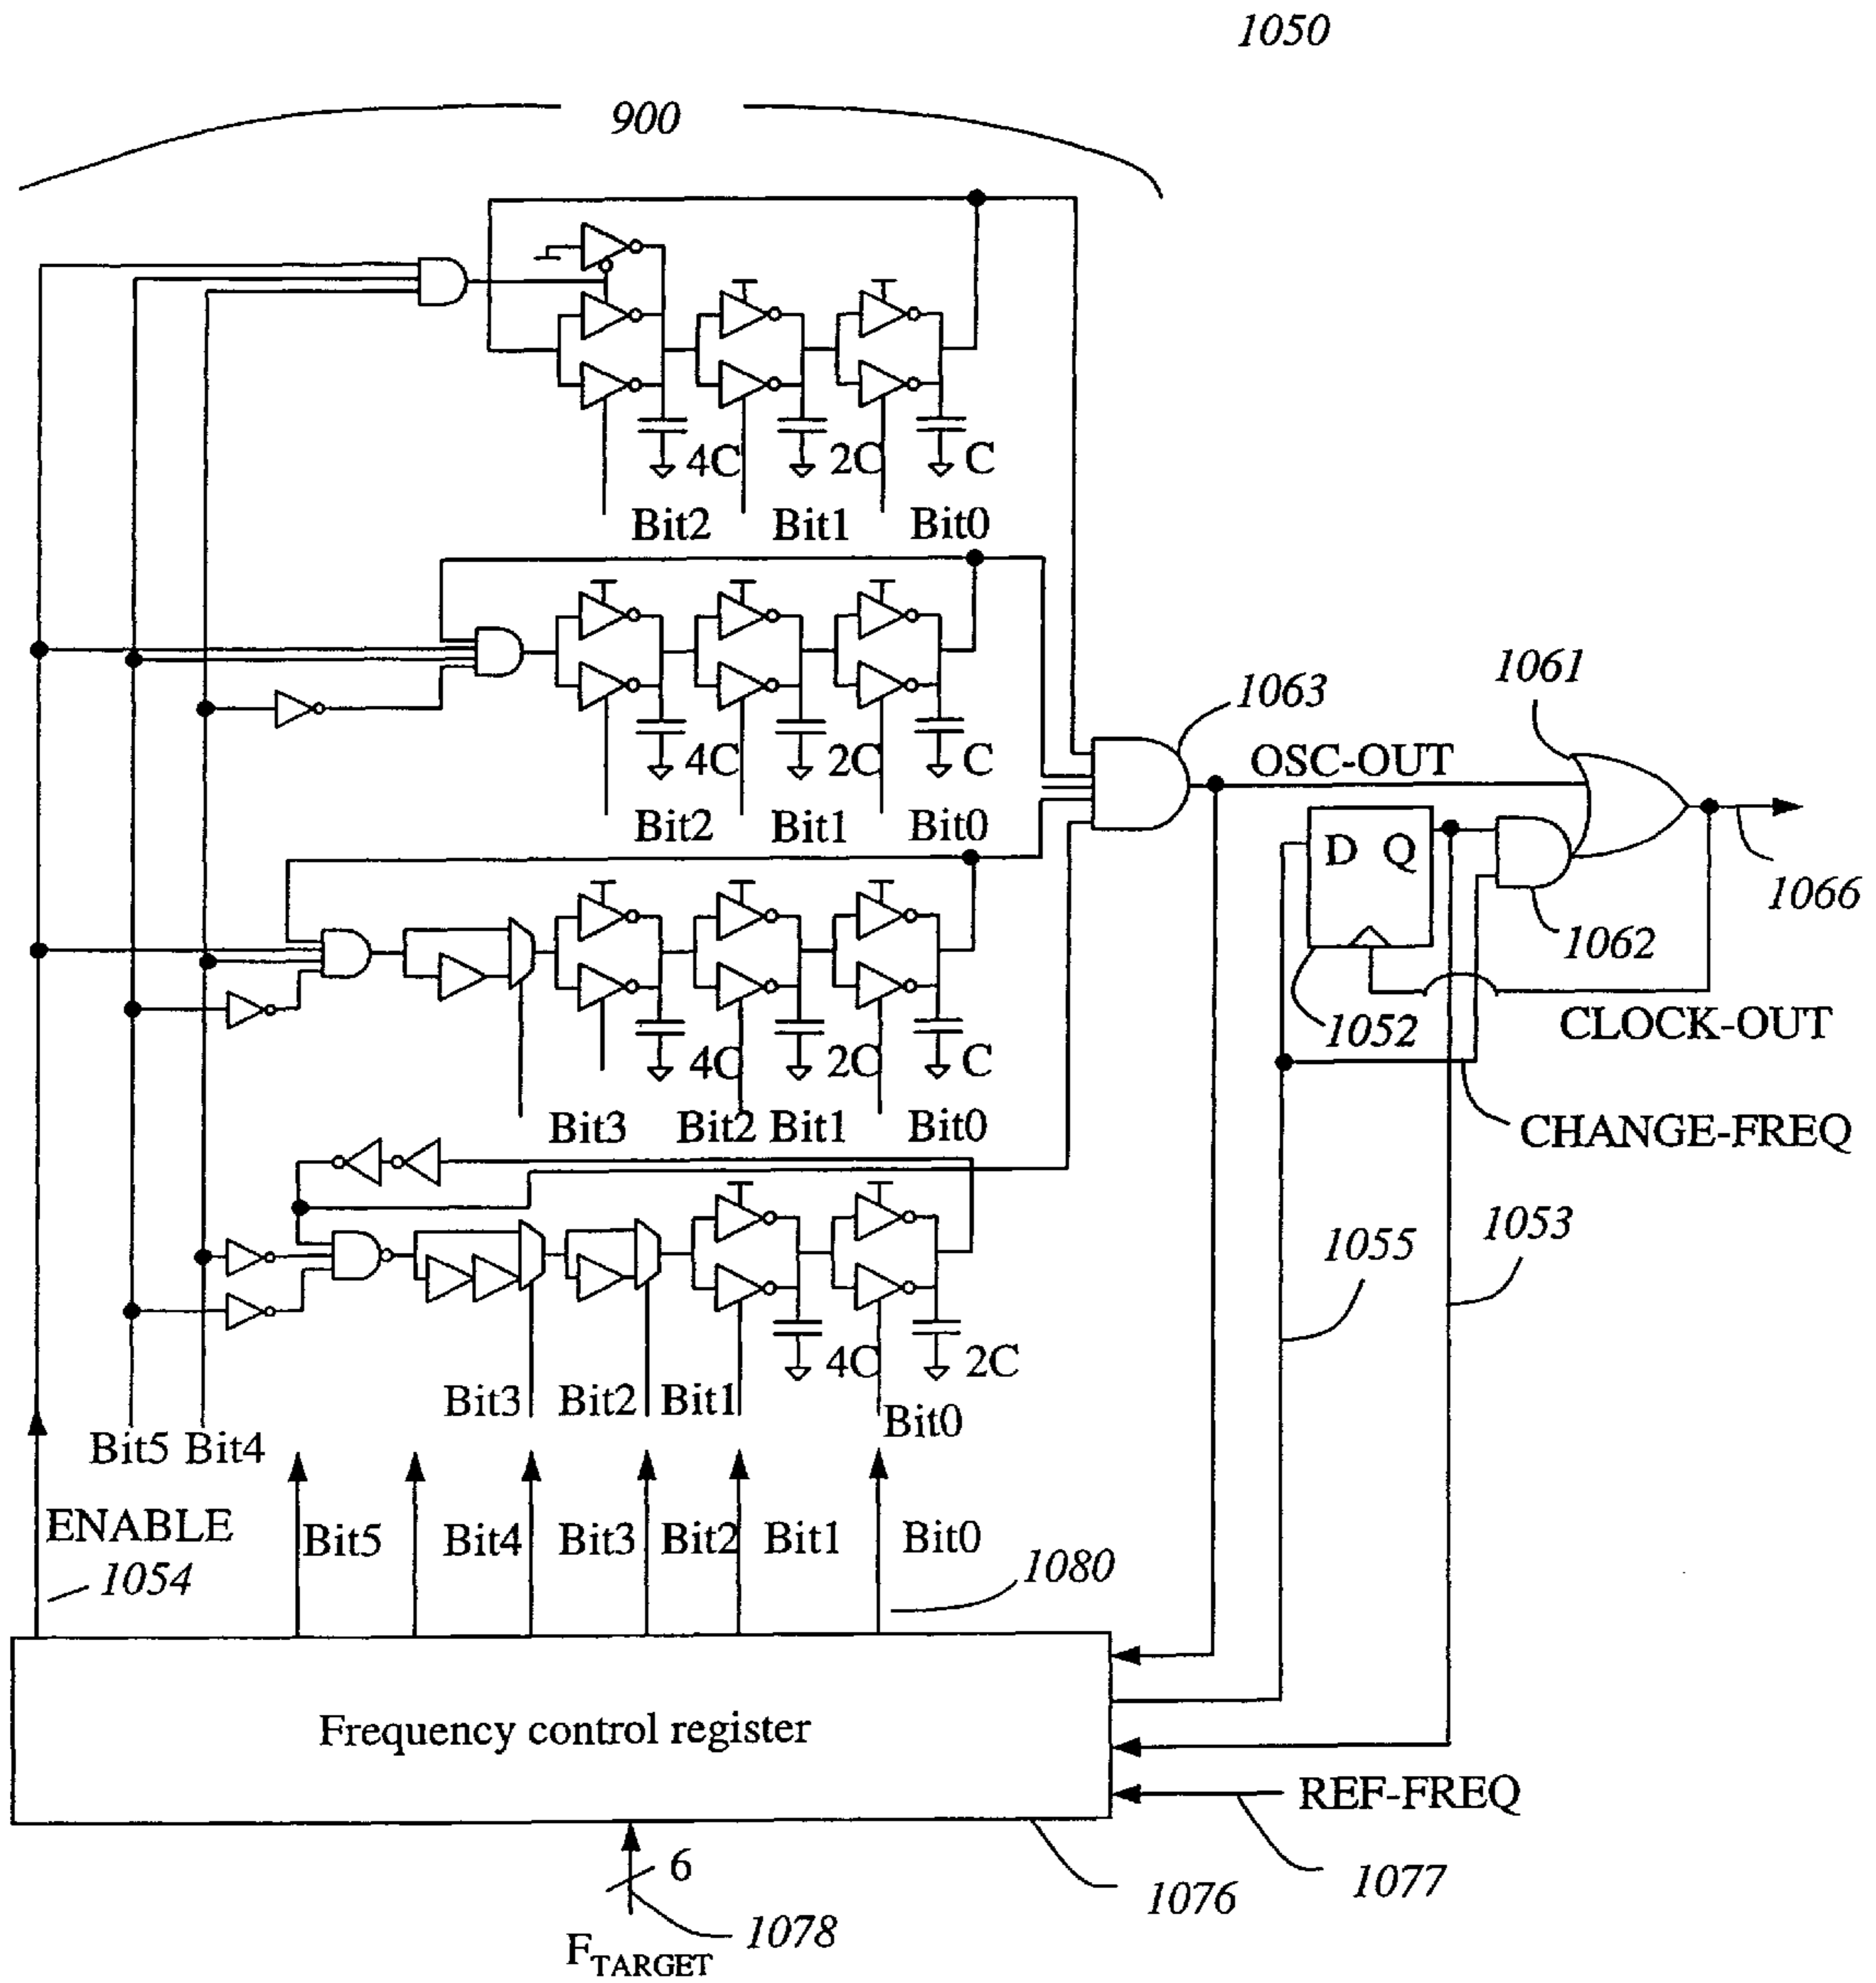 1050
900
4C 2C C
Bit2 Bit1 Bit0
4C 2C C
Bit2 Bit1 Bit0
1063
OSC-OUT
1061
D Q
1066
1062
1052
CLOCK-OUT
CHANGE-FREQ
4C 2C C
Bit3 Bit2 Bit1 Bit0
1055
1053
4C 2C
Bit3 Bit2 Bit1 Bit0
Bit5 Bit4
ENABLE
1054
Bit5 Bit4 Bit3 Bit2 Bit1 Bit0
1080
Frequency control register
REF-FREQ
1077
1076
6
1078
FTARGET